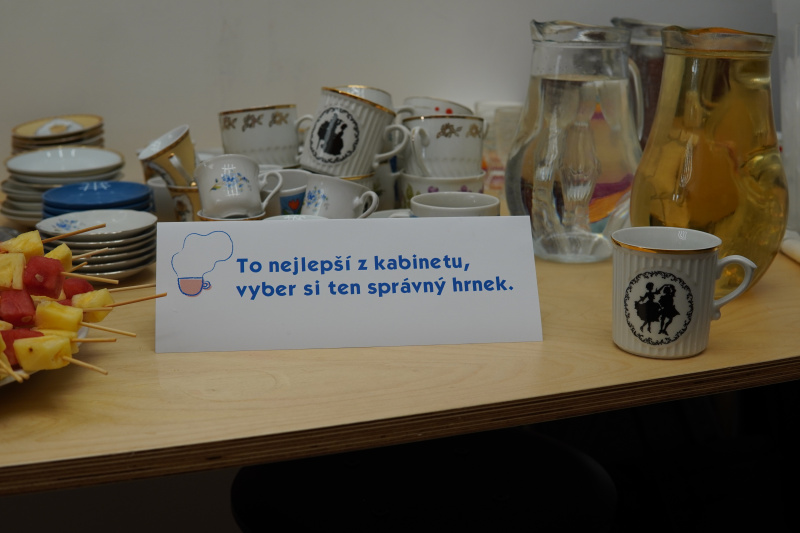 To nejlepší z kabinetu,
vyber si ten správný hrnek.